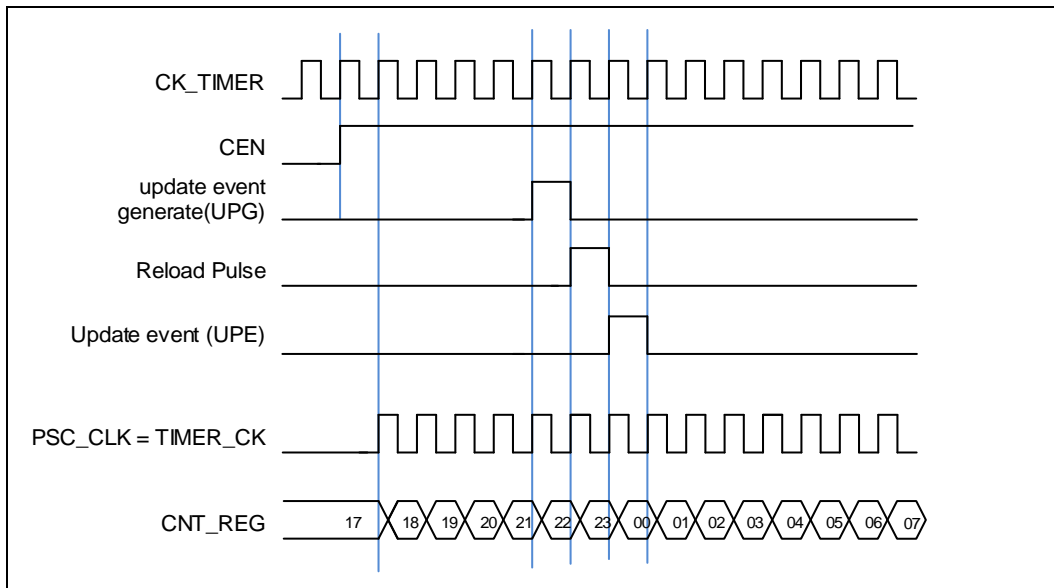 CK_TIMER
CEN
update event
generate(UPG)
Reload Pulse
Update event (UPE)
PSC_CLK = TIMER_CK
CNT_REG 17 18 19 20 21 22 23 00 01 02 03 04 05 06 07